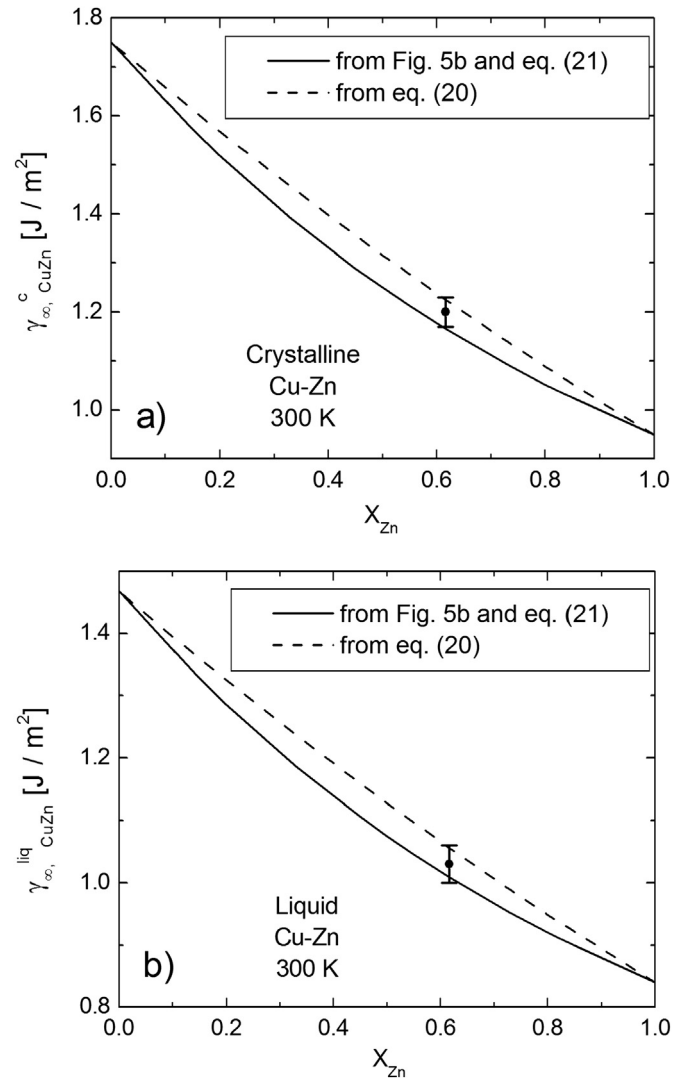 1.8
1.6
1.4
1.2
1.0
γ∞, CuZn^c [J / m²]
from Fig. 5b and eq. (21)
from eq. (20)
Crystalline
Cu-Zn
300 K
a)
0.0 0.2 0.4 0.6 0.8 1.0
X_Zn
1.4
1.2
1.0
0.8
γ∞, CuZn^liq [J / m²]
from Fig. 5b and eq. (21)
from eq. (20)
Liquid
Cu-Zn
300 K
b)
0.0 0.2 0.4 0.6 0.8 1.0
X_Zn